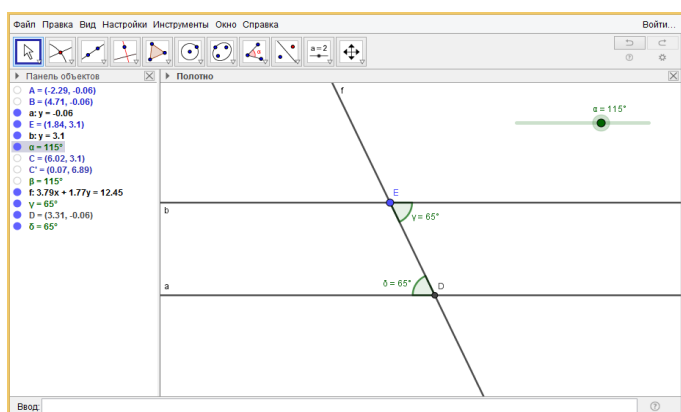 Файл Правка Вид Настройки Инструменты Окно Справка
Войти...
a = 2
Панель объектов
Полотно
A = (-2.29, -0.06)
B = (4.71, -0.06)
a: y = -0.06
E = (1.84, 3.1)
b: y = 3.1
α = 115°
C = (6.02, 3.1)
C' = (0.07, 6.89)
β = 115°
f: 3.79x + 1.77y = 12.45
γ = 65°
D = (3.31, -0.06)
δ = 65°
f
α = 115°
E
b
γ = 65°
δ = 65°
D
a
Ввод: